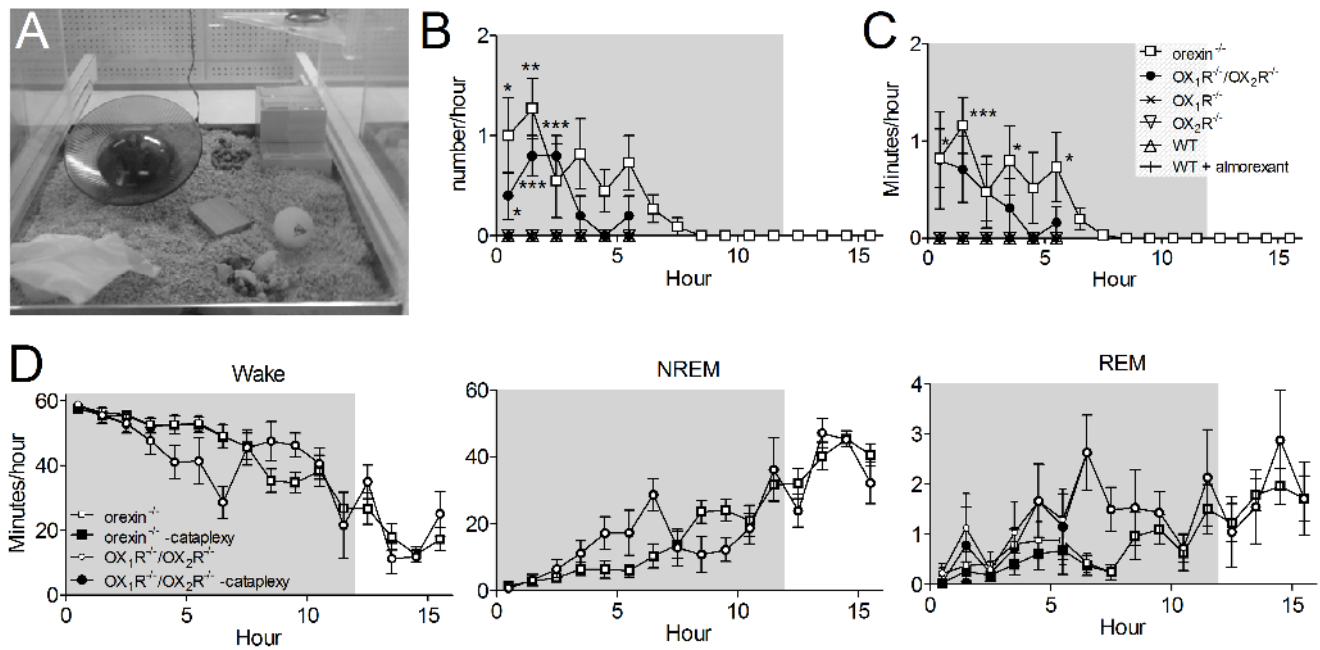 A
B
number/hour
2
1
0
*
**
***
***
*
0
5
10
15
Hour
C
Minutes/hour
2
1
0
*
***
*
*
0
5
10
15
Hour
orexin⁻/⁻
OX₁R⁻/⁻/OX₂R⁻/⁻
OX₁R⁻/⁻
OX₂R⁻/⁻
WT
WT + almorexant
D
Wake
Minutes/hour
60
40
20
0
orexin⁻/⁻
orexin⁻/⁻-cataplexy
OX₁R⁻/⁻/OX₂R⁻/⁻
OX₁R⁻/⁻/OX₂R⁻/⁻ -cataplexy
0
5
10
15
Hour
NREM
60
40
20
0
0
5
10
15
Hour
REM
4
3
2
1
0
0
5
10
15
Hour